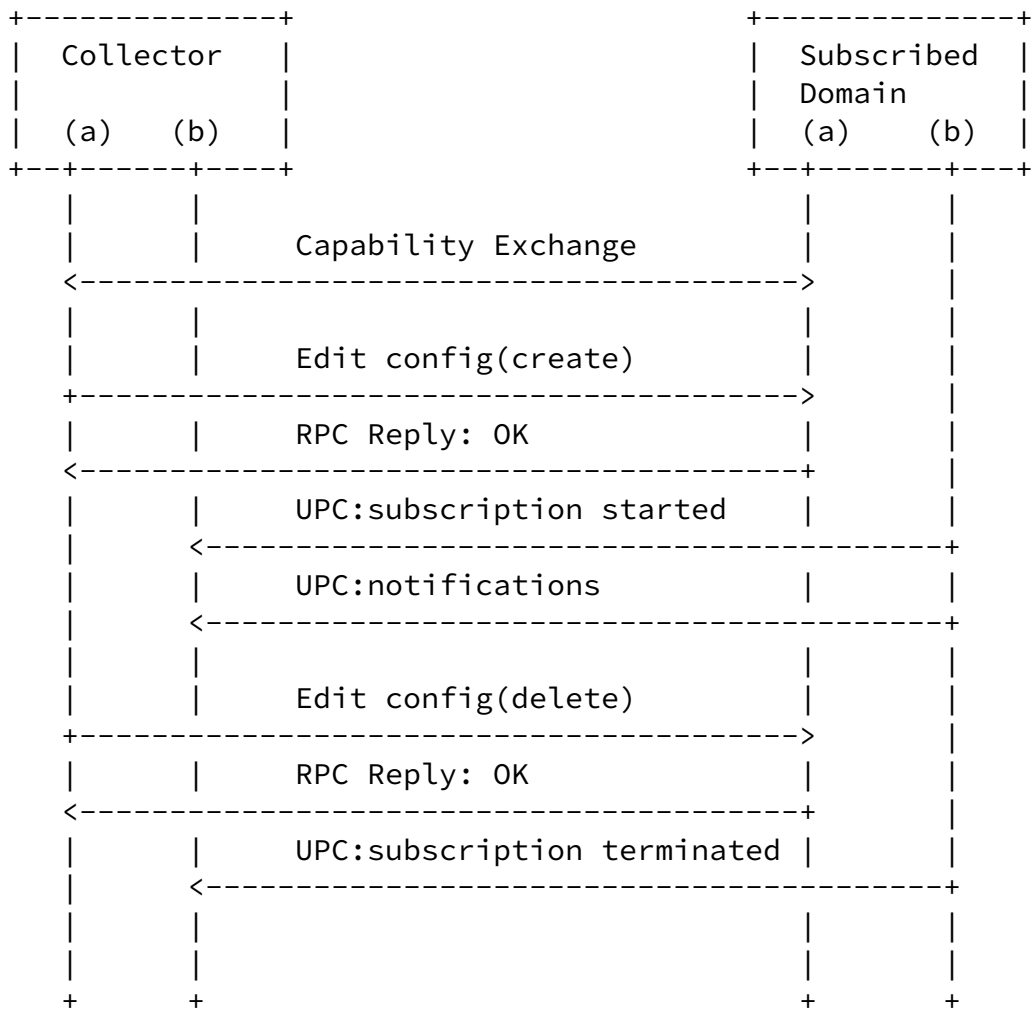 Collector Subscribed
Domain
(a) (b) (a) (b)
Capability Exchange
Edit config(create)
RPC Reply: OK
UPC:subscription started
UPC:notifications
Edit config(delete)
RPC Reply: OK
UPC:subscription terminated